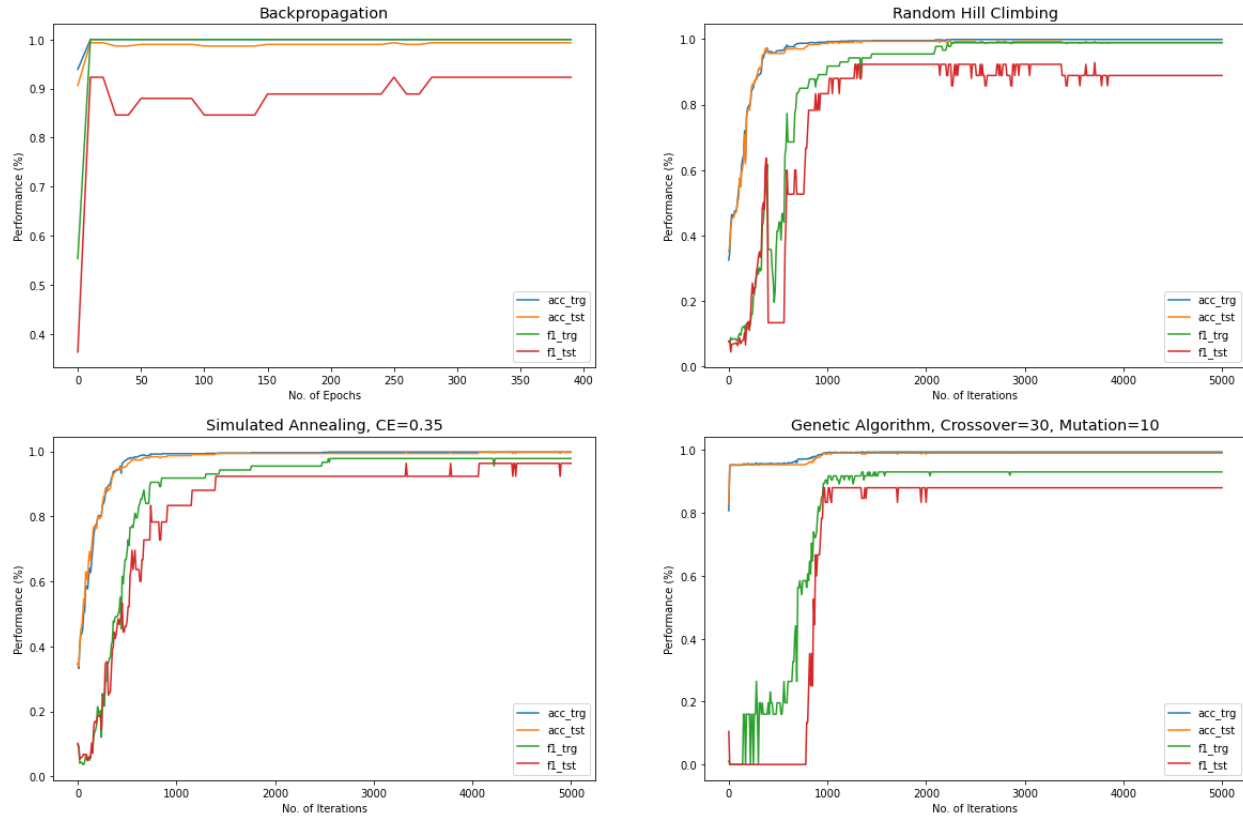 Backpropagation
1.0
0.9
0.8
0.7
0.6
0.5
0.4
Performance (%)
acc_trg
acc_tst
f1_trg
f1_tst
0 50 100 150 200 250 300 350 400
No. of Epochs
Random Hill Climbing
1.0
0.8
0.6
0.4
0.2
0.0
Performance (%)
acc_trg
acc_tst
f1_trg
f1_tst
0 1000 2000 3000 4000 5000
No. of Iterations
Simulated Annealing, CE=0.35
1.0
0.8
0.6
0.4
0.2
0.0
Performance (%)
acc_trg
acc_tst
f1_trg
f1_tst
0 1000 2000 3000 4000 5000
No. of Iterations
Genetic Algorithm, Crossover=30, Mutation=10
1.0
0.8
0.6
0.4
0.2
0.0
Performance (%)
acc_trg
acc_tst
f1_trg
f1_tst
0 1000 2000 3000 4000 5000
No. of Iterations